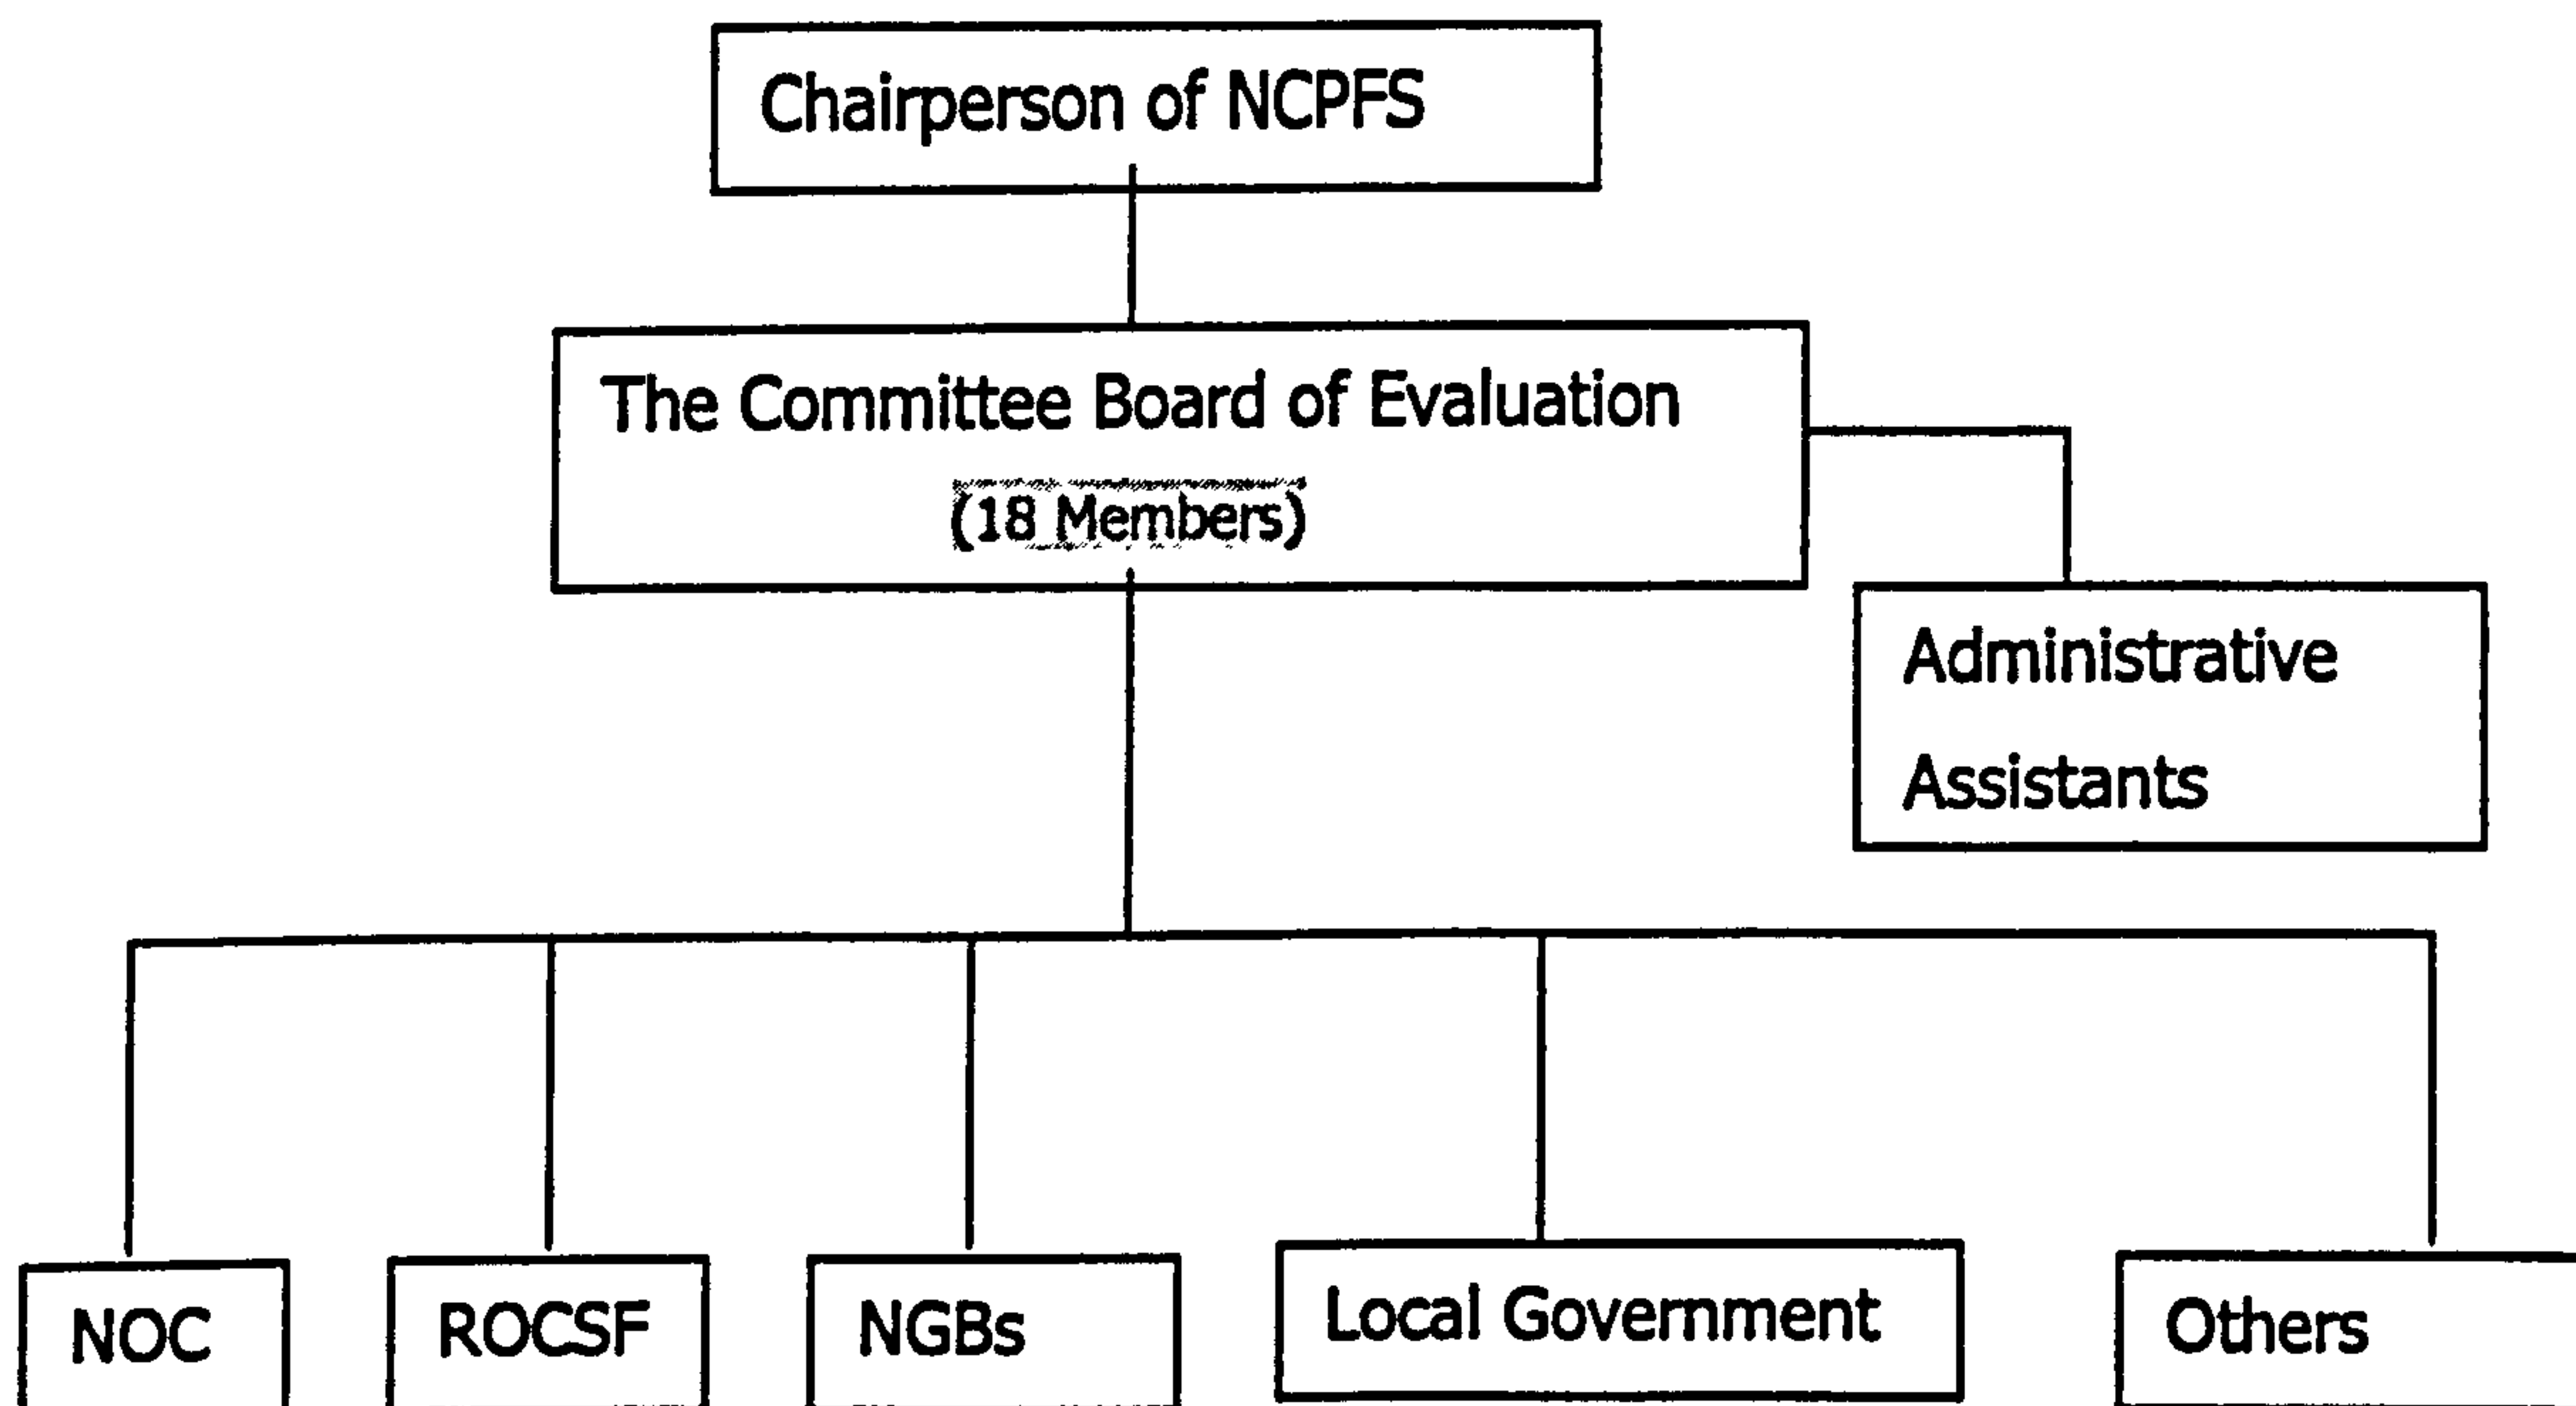 Chairperson of NCPFS
The Committee Board of Evaluation
(18 Members)
Administrative
Assistants
NOC
ROCSF
NGBs
Local Government
Others